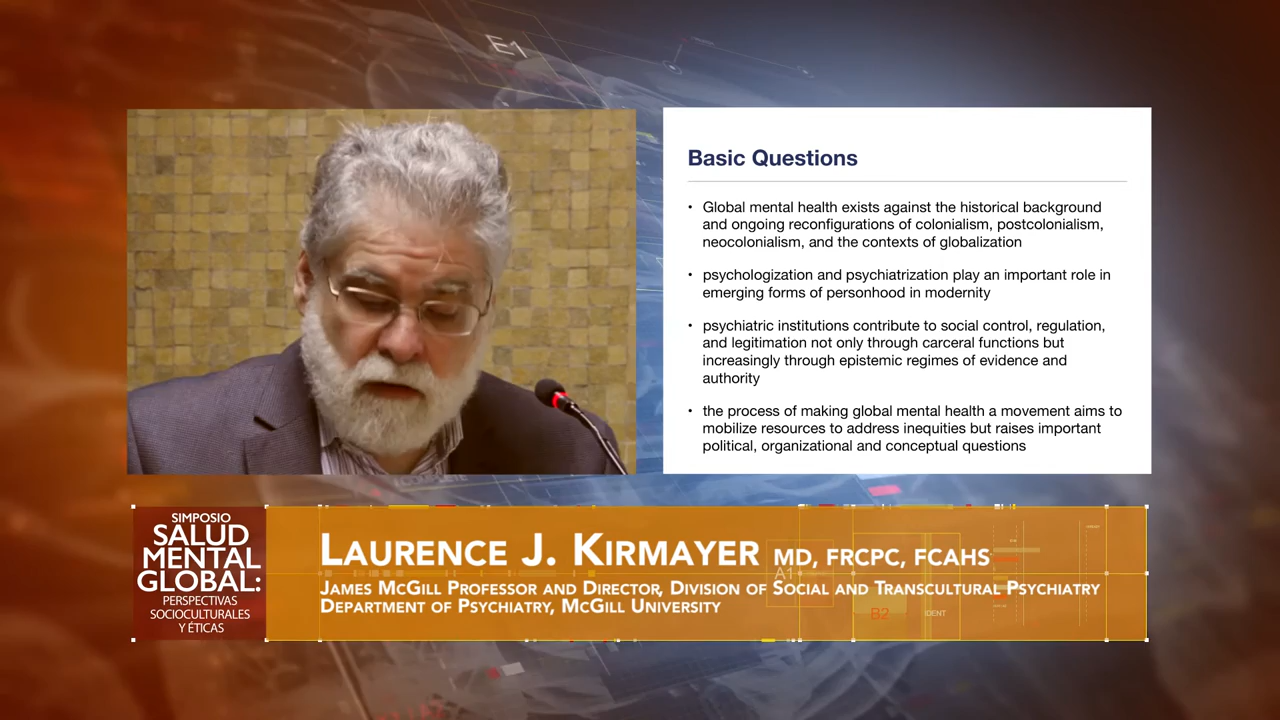 E1
Basic Questions
• Global mental health exists against the historical background
and ongoing reconfigurations of colonialism, postcolonialism,
neocolonialism, and the contexts of globalization
• psychologization and psychiatrization play an important role in
emerging forms of personhood in modernity
• psychiatric institutions contribute to social control, regulation,
and legitimation not only through carceral functions but
increasingly through epistemic regimes of evidence and
authority
• the process of making global mental health a movement aims to
mobilize resources to address inequities but raises important
political, organizational and conceptual questions
SIMPOSIO
SALUD
MENTAL
GLOBAL:
PERSPECTIVAS
SOCIOCULTURALES
Y ÉTICAS
LAURENCE J. KIRMAYER MD, FRCPC, FCAHS
JAMES MCGILL PROFESSOR AND DIRECTOR, DIVISION OF SOCIAL AND TRANSCULTURAL PSYCHIATRY
DEPARTMENT OF PSYCHIATRY, MCGILL UNIVERSITY
A1
B2
IDENT